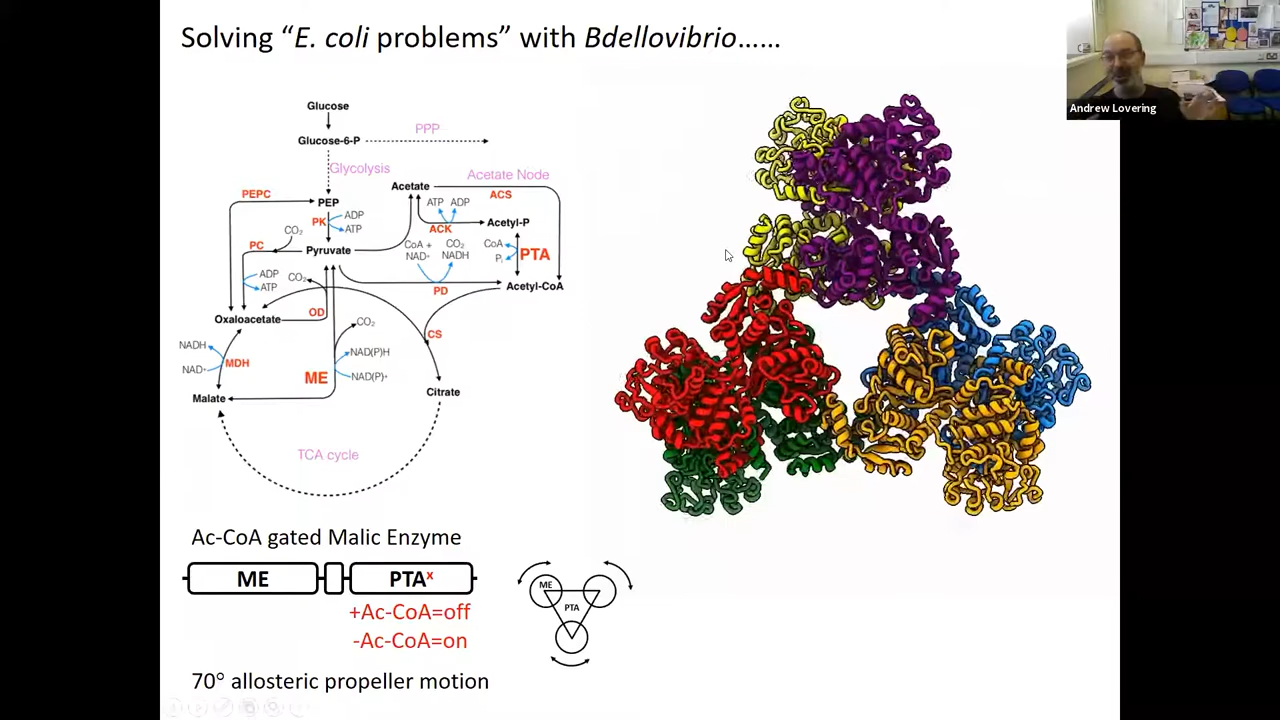 Solving “E. coli problems” with Bdellovibrio……
Andrew Lovering
Glucose
Glucose-6-P
PPP
Glycolysis
Acetate Node
Acetate
ACS
PEPC
PEP
ATP ADP
PK
ADP
ATP
ACK
Acetyl-P
CO₂
PC
Pyruvate
CoA +
NAD⁺
CO₂
NADH
CoA
Pᵢ
PTA
ADP
ATP
CO₂
PD
Acetyl-CoA
Oxaloacetate
OD
CO₂
CS
NADH
NAD⁺
MDH
NAD(P)H
ME
NAD(P)⁺
Malate
Citrate
TCA cycle
Ac-CoA gated Malic Enzyme
ME
PTAˣ
ME
PTA
+Ac-CoA=off
-Ac-CoA=on
70° allosteric propeller motion